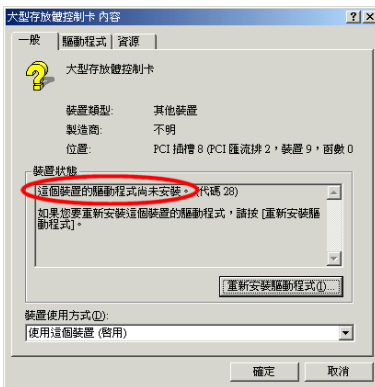 大型存放體控制卡 內容
一般 驅動程式 資源
大型存放體控制卡
裝置類型: 其他裝置
製造商: 不明
位置: PCI 插槽 8 (PCI 匯流排 2，裝置 9，函數 0
裝置狀態
這個裝置的驅動程式尚未安裝。(代碼 28)
如果您要重新安裝這個裝置的驅動程式，請按 [重新安裝驅
動程式]。
重新安裝驅動程式(I)...
裝置使用方式(D):
使用這個裝置 (啓用)
確定 取消